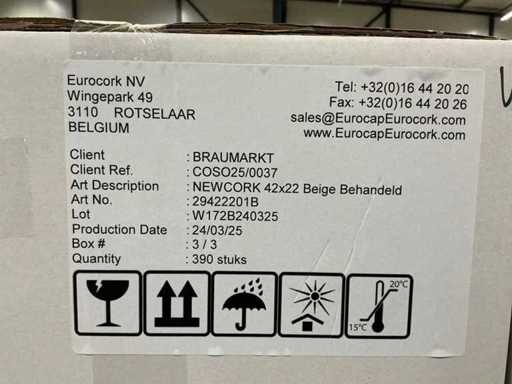 Eurocork NV
Wingepark 49
3110 ROTSELAAR
BELGIUM
Tel: +32(0)16 44 20 20
Fax: +32(0)16 44 20 26
sales@EurocapEurocork.com
www.EurocapEurocork.com
Client : BRAUMARKT
Client Ref. : COSO25/0037
Art Description : NEWCORK 42x22 Beige Behandeld
Art No. : 29422201B
Lot : W172B240325
Production Date : 24/03/25
Box # : 3 / 3
Quantity : 390 stuks
20°C
15°C